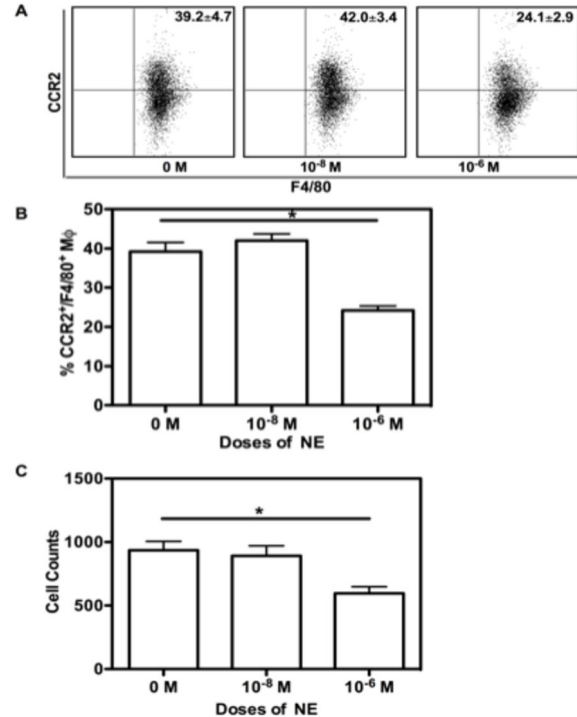 A
39.2±4.7
42.0±3.4
24.1±2.9
CCR2
0 M
10⁻⁸ M
10⁻⁶ M
F4/80
B
50
40
30
20
10
0
% CCR2⁺/F4/80⁺ Mϕ
*
0 M
10⁻⁸ M
10⁻⁶ M
Doses of NE
C
1500
1000
500
0
Cell Counts
*
0 M
10⁻⁸ M
10⁻⁶ M
Doses of NE